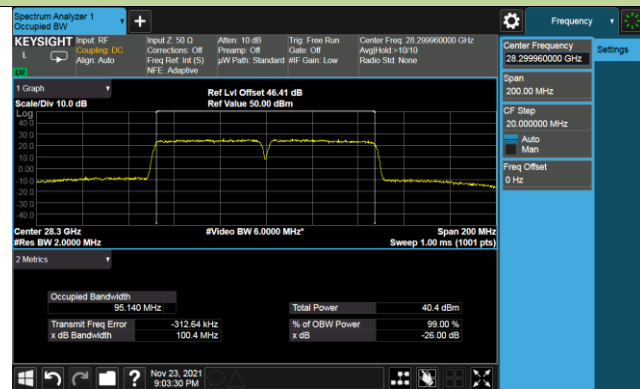 Spectrum Analyzer 1
Occupied BW
+
Frequency
KEYSIGHT
L
Input: RF
Coupling: DC
Align: Auto
Input Z: 50 Ω
Corrections: Off
Freq Ref: Int (S)
NFE: Adaptive
Atten: 10 dB
Preamp: Off
µW Path: Standard
Trig: Free Run
Gate: Off
#IF Gain: Low
Center Freq: 28.299960000 GHz
Avg|Hold:>10/10
Radio Std: None
Center Frequency
28.299960000 GHz
Settings
Span
200.00 MHz
CF Step
20.000000 MHz
Auto
Man
Freq Offset
0 Hz
1 Graph
Scale/Div 10.0 dB
Ref Lvl Offset 46.41 dB
Ref Value 50.00 dBm
Log
40.0
30.0
20.0
10.0
0.00
-10.0
-20.0
-30.0
-40.0
Center 28.3 GHz
#Res BW 2.0000 MHz
#Video BW 6.0000 MHz*
Span 200 MHz
Sweep 1.00 ms (1001 pts)
2 Metrics
Occupied Bandwidth
95.140 MHz
Total Power 40.4 dBm
Transmit Freq Error -312.64 kHz
% of OBW Power 99.00 %
x dB Bandwidth 100.4 MHz
x dB -26.00 dB
?
Nov 23, 2021
9:03:30 PM